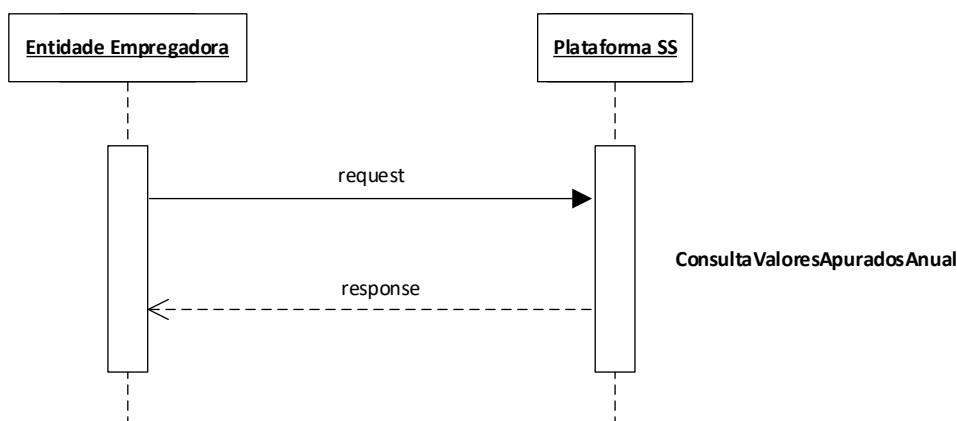 Entidade Empregadora
Plataforma SS
request
ConsultaValoresApuradosAnual
response